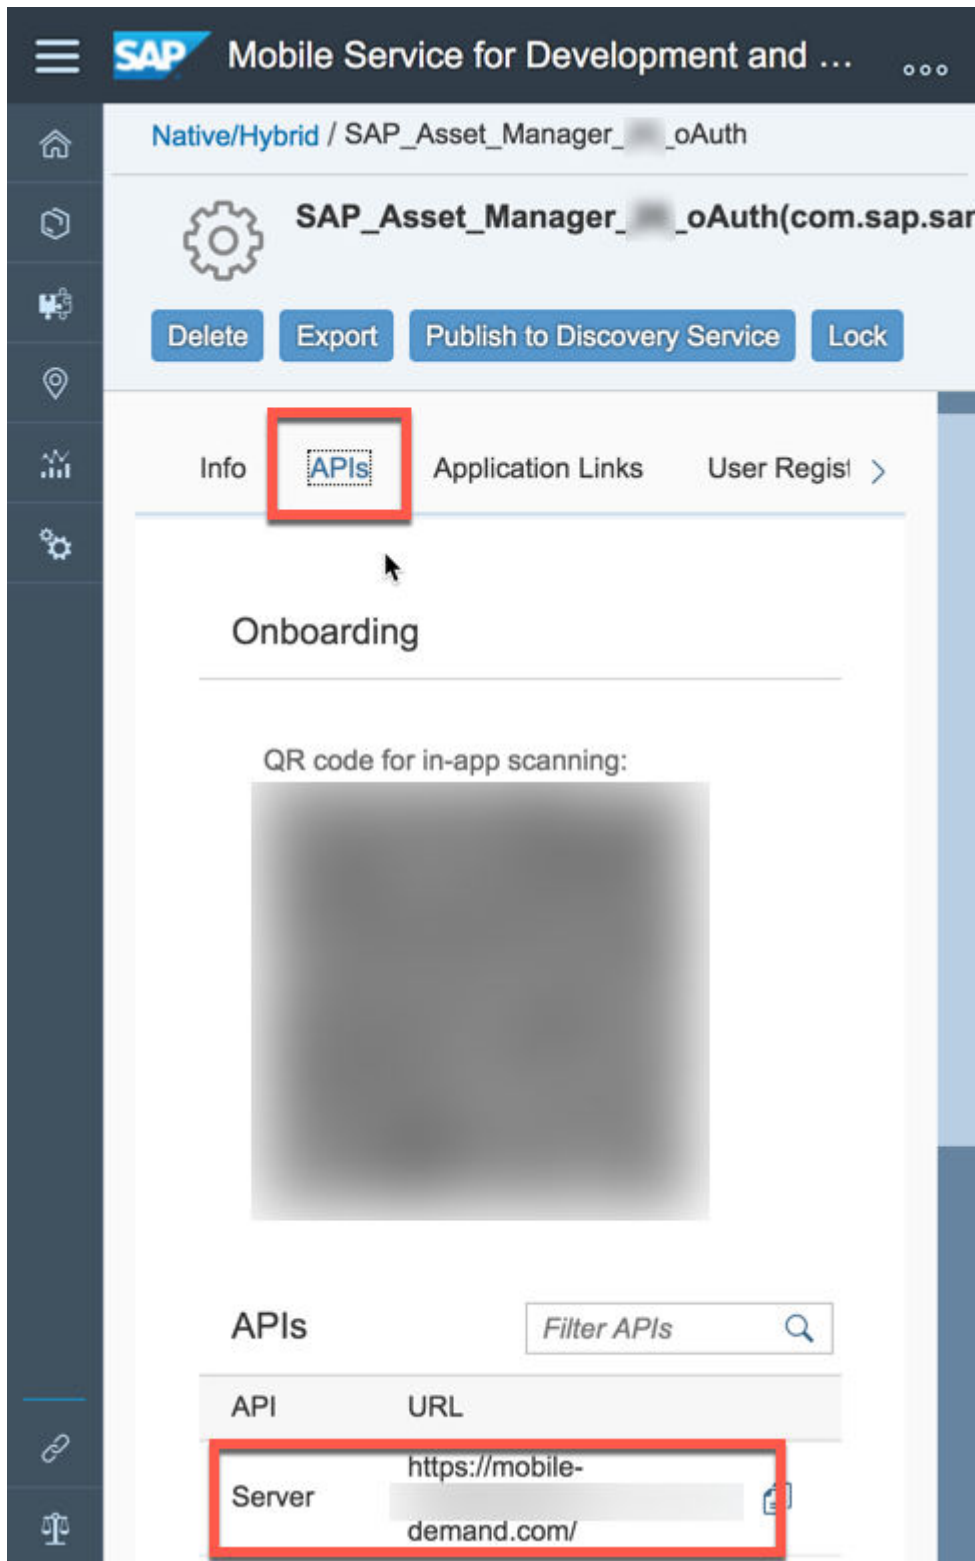 SAP Mobile Service for Development and ...
Native/Hybrid / SAP_Asset_Manager_ _oAuth
SAP_Asset_Manager_ _oAuth(com.sap.sar
Delete Export Publish to Discovery Service Lock
Info APIs Application Links User Regist
Onboarding
QR code for in-app scanning:
APIs Filter APIs
API URL
https://mobile-
Server
demand.com/